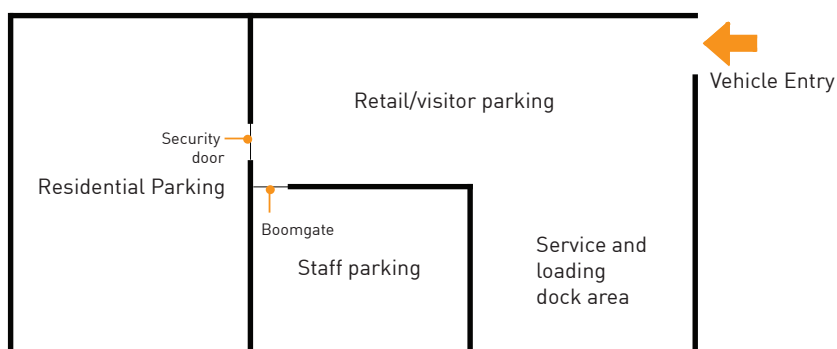 Vehicle Entry
Retail/visitor parking
Security
door
Residential Parking
Boomgate
Staff parking
Service and
loading
dock area